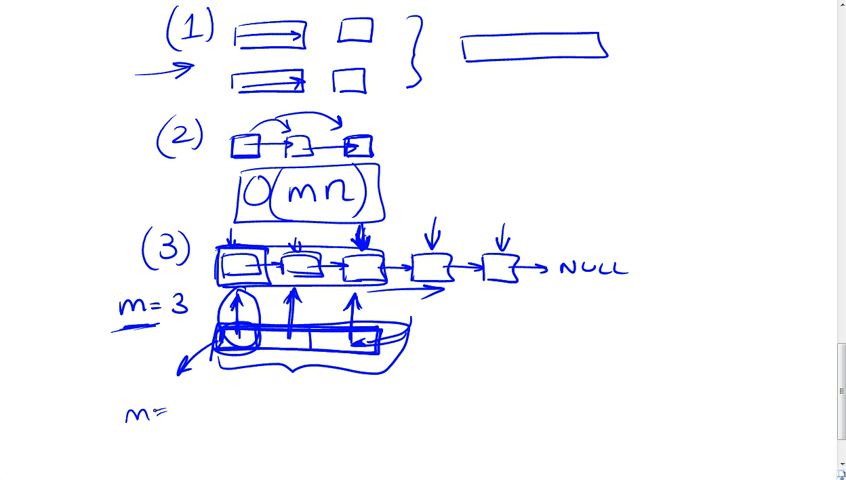 (1)
(2)
O(mn)
(3)
NULL
m=3
m=